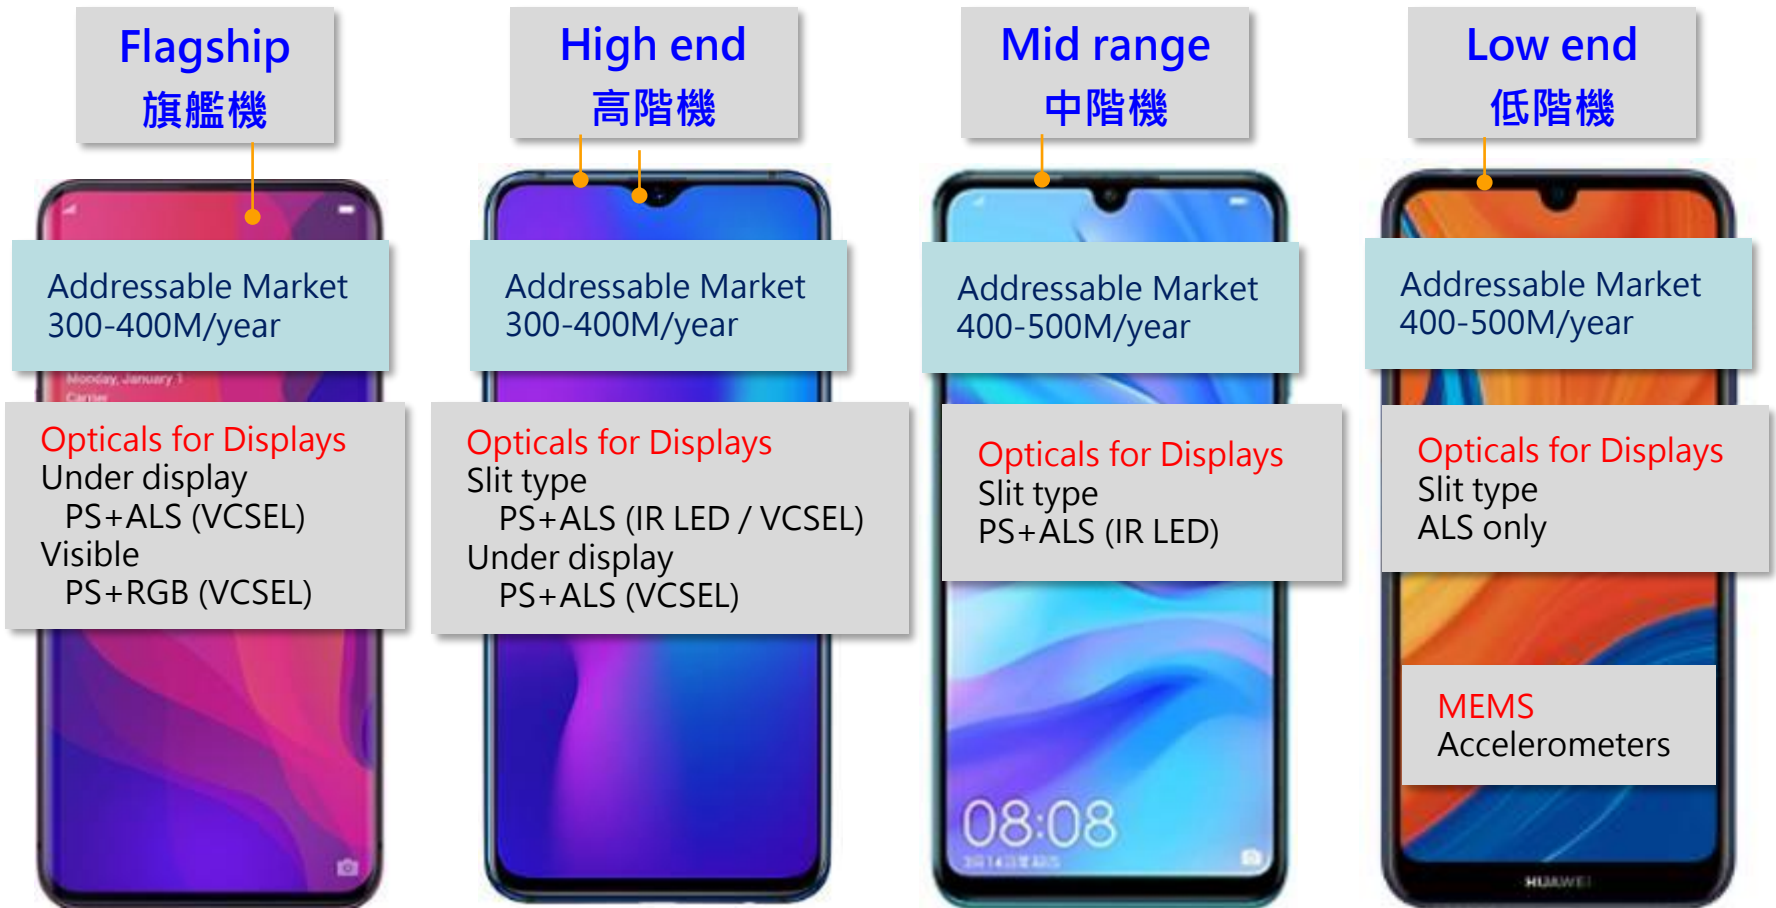 Flagship
旗艦機
Addressable Market
300-400M/year
Monday, January 1
Carrier
Opticals for Displays
Under display
PS+ALS (VCSEL)
Visible
PS+RGB (VCSEL)
High end
高階機
Addressable Market
300-400M/year
Opticals for Displays
Slit type
PS+ALS (IR LED / VCSEL)
Under display
PS+ALS (VCSEL)
Mid range
中階機
Addressable Market
400-500M/year
Opticals for Displays
Slit type
PS+ALS (IR LED)
08:08
Low end
低階機
Addressable Market
400-500M/year
Opticals for Displays
Slit type
ALS only
MEMS
Accelerometers
HUAWEI